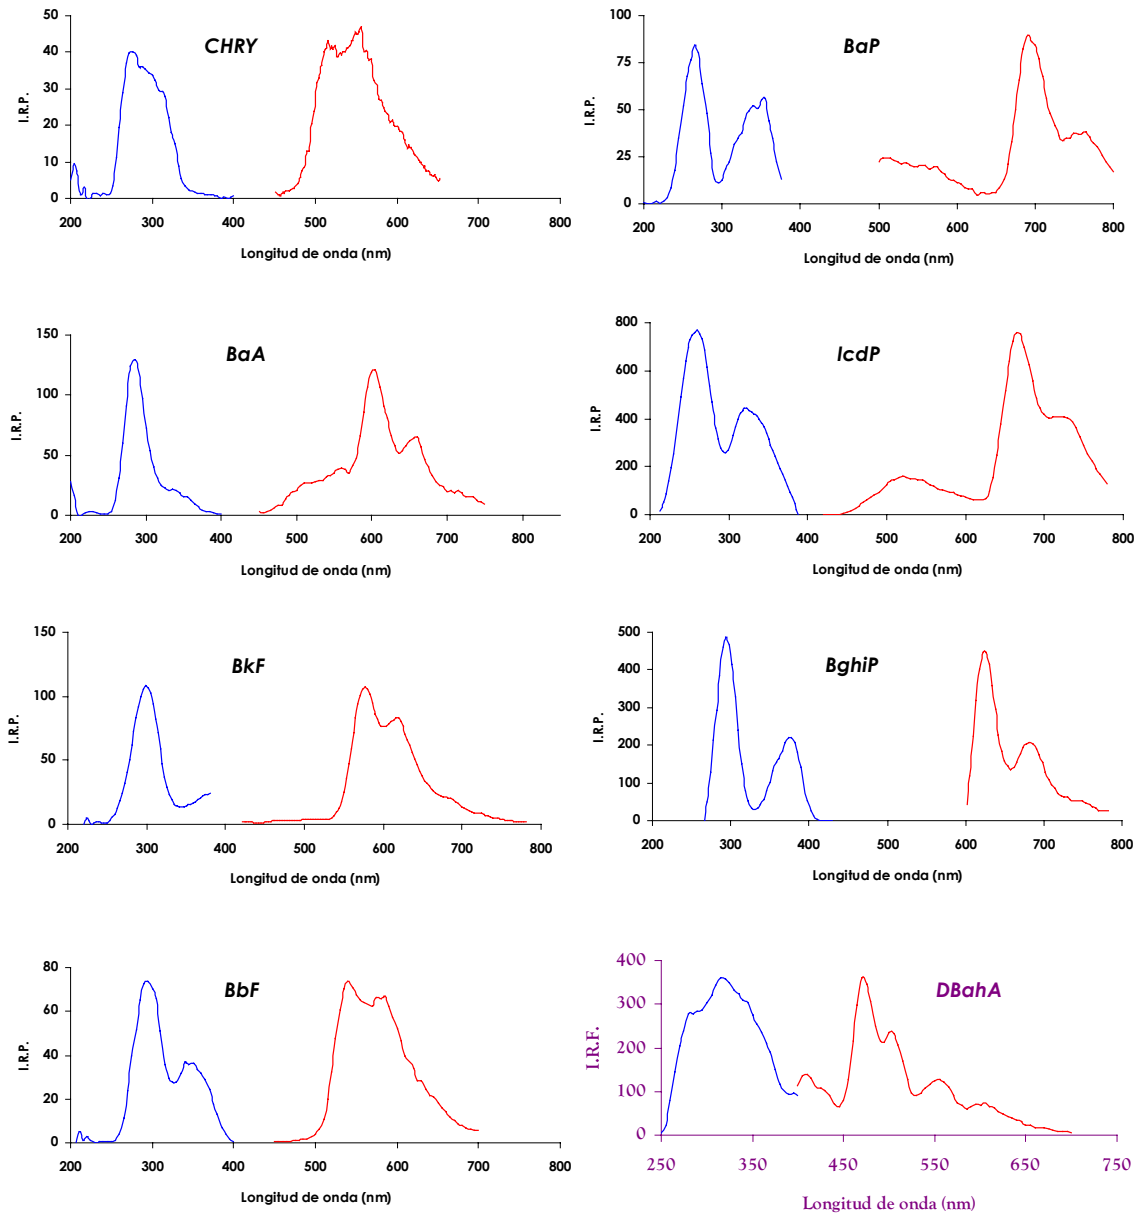 CHRY
I.R.P.
50
40
30
20
10
0
200 300 400 500 600 700 800
Longitud de onda (nm)
BaP
I.R.P.
100
75
50
25
0
200 300 400 500 600 700 800
Longitud de onda (nm)
BaA
I.R.P.
150
100
50
0
200 300 400 500 600 700 800
Longitud de onda (nm)
IcdP
I.R.P
800
600
400
200
0
200 300 400 500 600 700 800
Longitud de onda (nm)
BkF
I.R.P.
150
100
50
0
200 300 400 500 600 700 800
Longitud de onda (nm)
BghiP
I.R.P.
500
400
300
200
100
0
200 300 400 500 600 700 800
Longitud de onda (nm)
BbF
I.R.P.
80
60
40
20
0
200 300 400 500 600 700 800
Longitud de onda (nm)
DBahA
I.R.F.
400
300
200
100
0
250 350 450 550 650 750
Longitud de onda (nm)